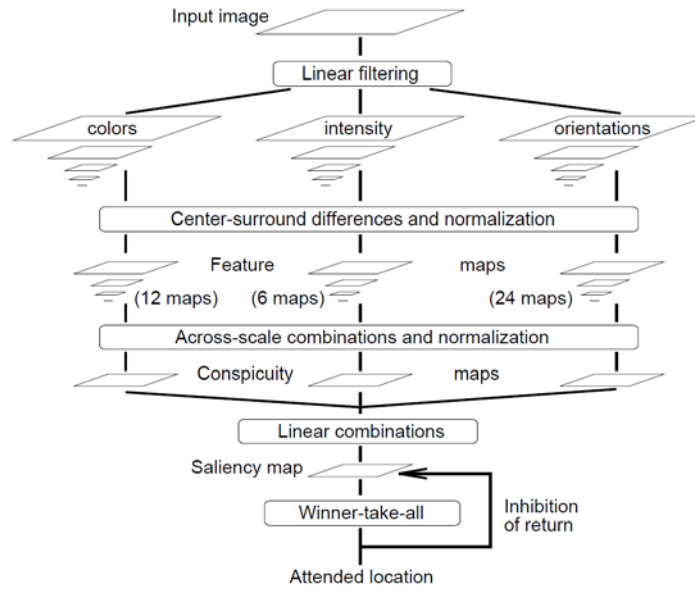 Input image
Linear filtering
colors
intensity
orientations
Center-surround differences and normalization
Feature maps
(12 maps)
(6 maps)
(24 maps)
Across-scale combinations and normalization
Conspicuity maps
Linear combinations
Saliency map
Winner-take-all
Inhibition
of return
Attended location